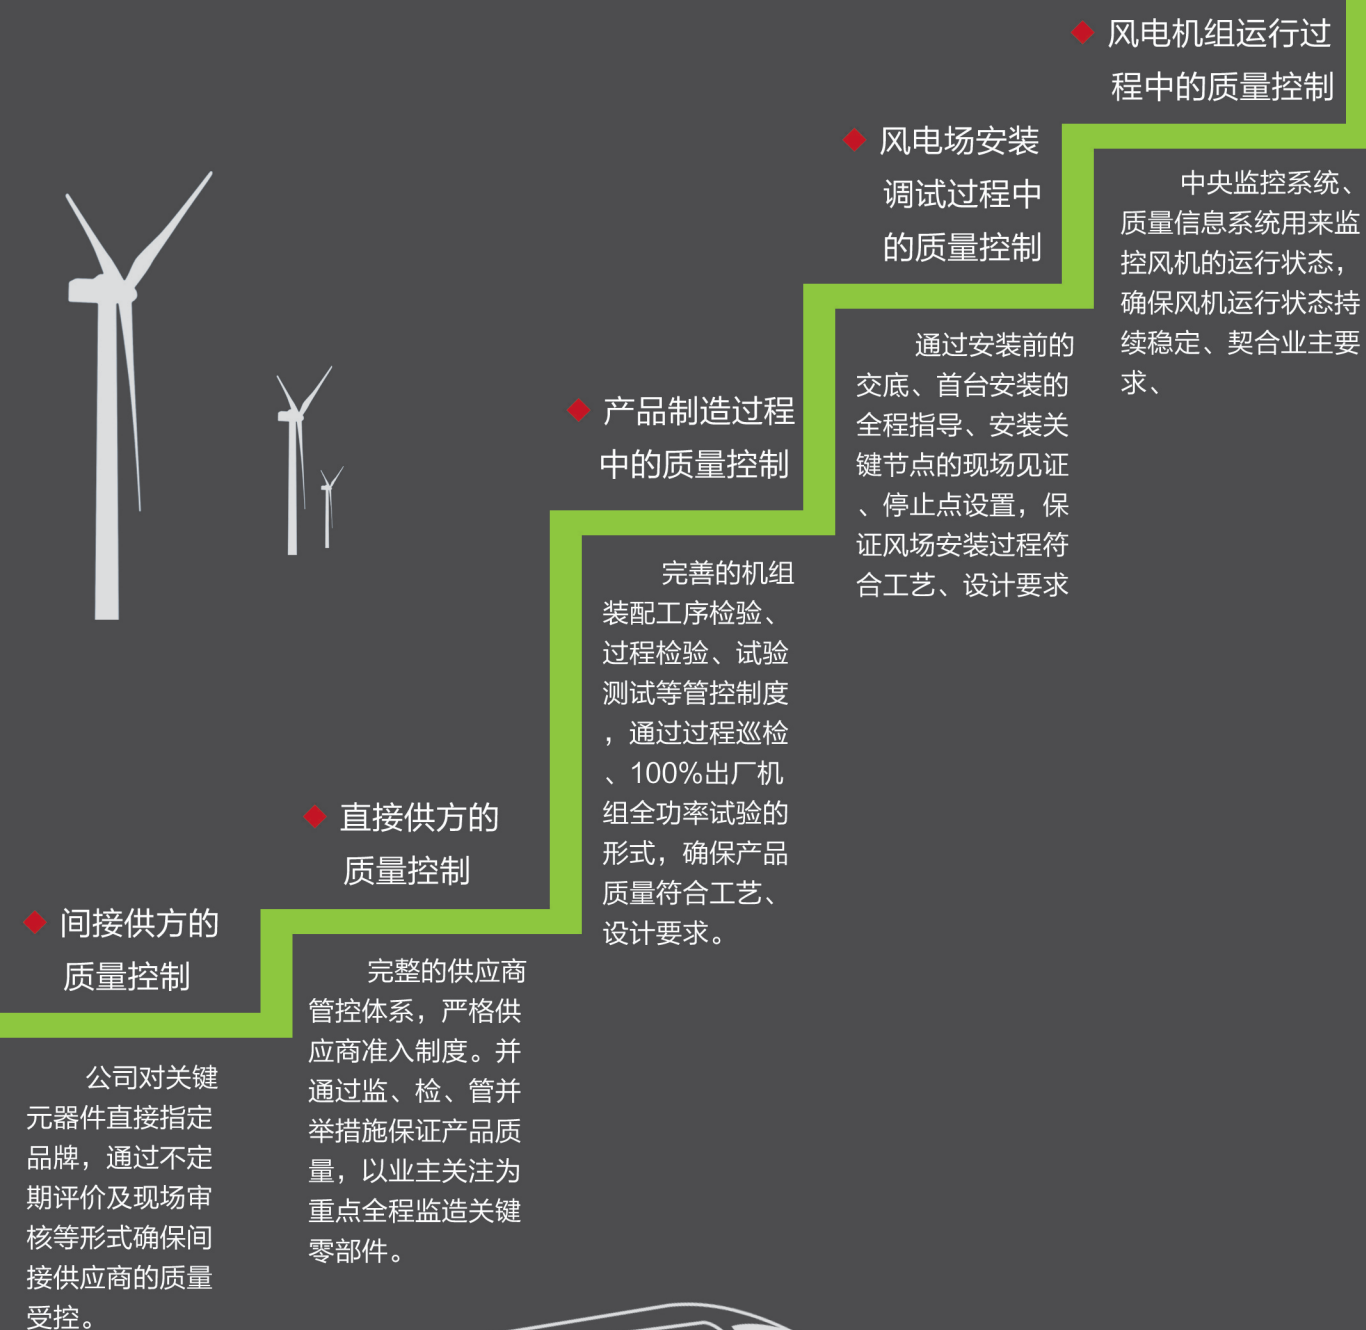 风电机组运行过
程中的质量控制
中央监控系统、
质量信息系统用来监
控风机的运行状态，
确保风机运行状态持
续稳定、契合业主要
求、
风电场安装
调试过程中
的质量控制
通过安装前的
交底、首台安装的
全程指导、安装关
键节点的现场见证
、停止点设置，保
证风场安装过程符
合工艺、设计要求
产品制造过程
中的质量控制
完善的机组
装配工序检验、
过程检验、试验
测试等管控制度
，通过过程巡检
、100%出厂机
组全功率试验的
形式，确保产品
质量符合工艺、
设计要求。
直接供方的
质量控制
完整的供应商
管控体系，严格供
应商准入制度。并
通过监、检、管并
举措施保证产品质
量，以业主关注为
重点全程监造关键
零部件。
间接供方的
质量控制
公司对关键
元器件直接指定
品牌，通过不定
期评价及现场审
核等形式确保间
接供应商的质量
受控。